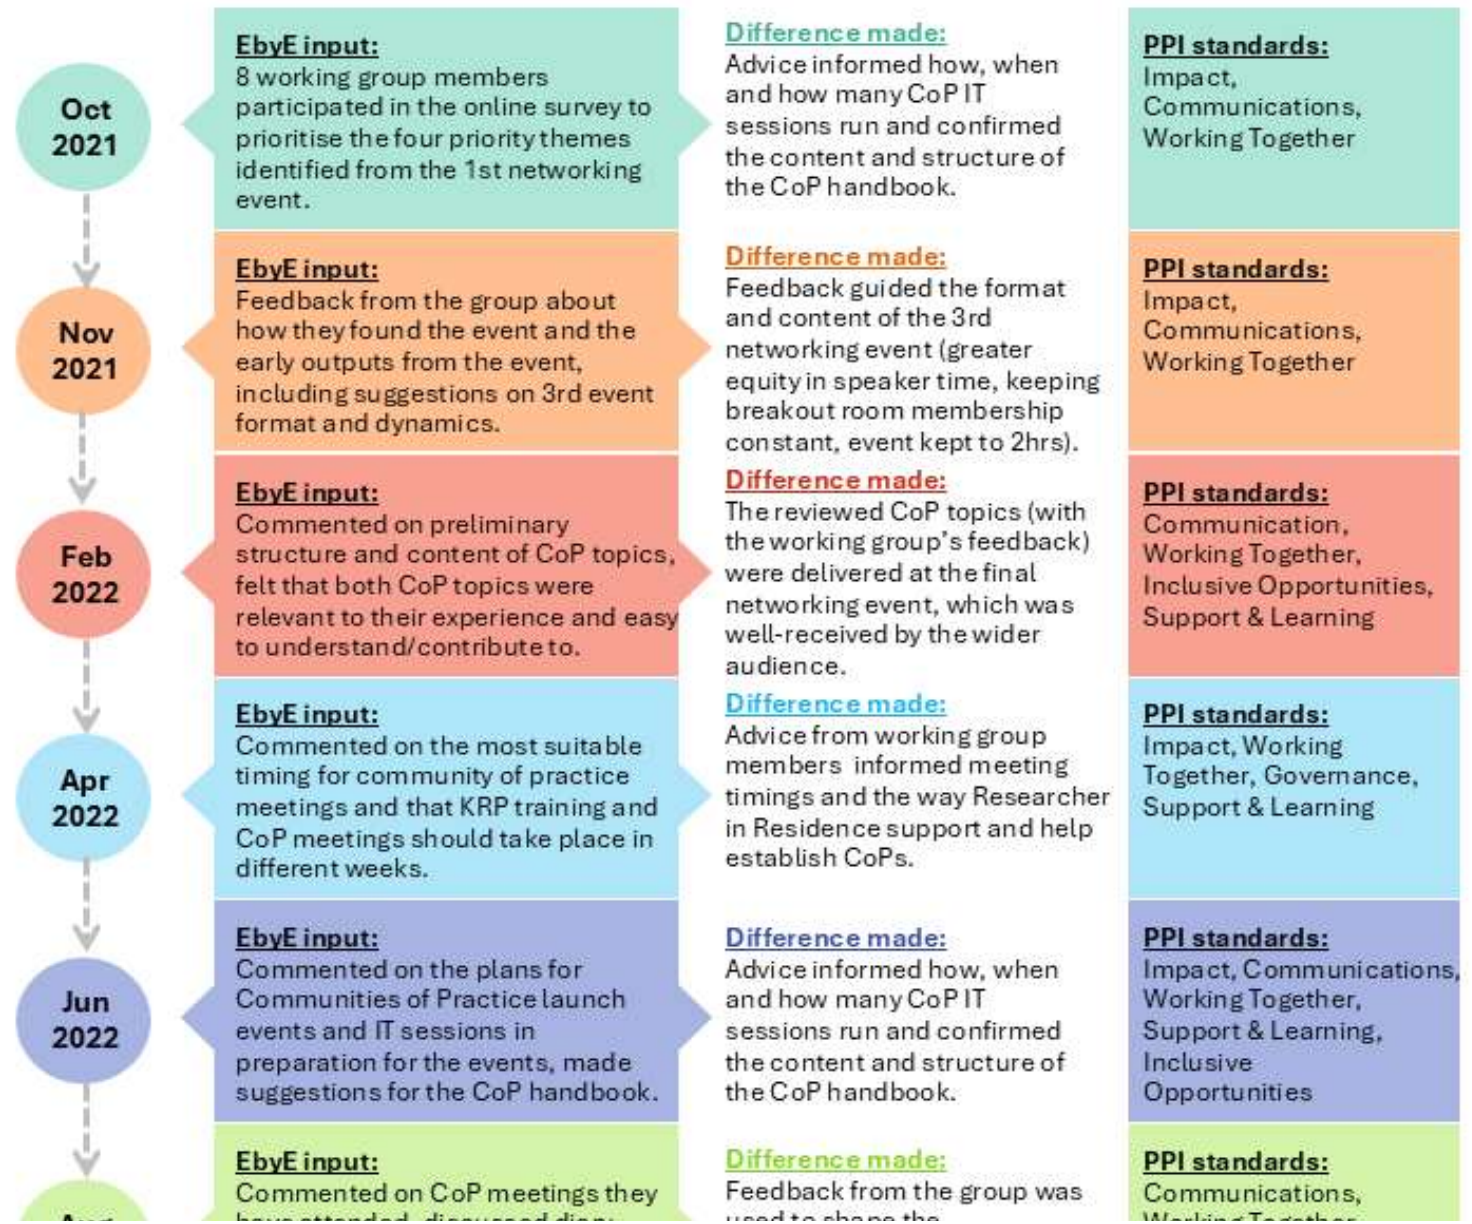 Oct
2021
EbyE input:
8 working group members
participated in the online survey to
prioritise the four priority themes
identified from the 1st networking
event.
Difference made:
Advice informed how, when
and how many CoP IT
sessions run and confirmed
the content and structure of
the CoP handbook.
PPI standards:
Impact,
Communications,
Working Together
Nov
2021
EbyE input:
Feedback from the group about
how they found the event and the
early outputs from the event,
including suggestions on 3rd event
format and dynamics.
Difference made:
Feedback guided the format
and content of the 3rd
networking event (greater
equity in speaker time, keeping
breakout room membership
constant, event kept to 2hrs).
PPI standards:
Impact,
Communications,
Working Together
Feb
2022
EbyE input:
Commented on preliminary
structure and content of CoP topics,
felt that both CoP topics were
relevant to their experience and easy
to understand/contribute to.
Difference made:
The reviewed CoP topics (with
the working group's feedback)
were delivered at the final
networking event, which was
well-received by the wider
audience.
PPI standards:
Communication,
Working Together,
Inclusive Opportunities,
Support & Learning
Apr
2022
EbyE input:
Commented on the most suitable
timing for community of practice
meetings and that KRP training and
CoP meetings should take place in
different weeks.
Difference made:
Advice from working group
members informed meeting
timings and the way Researcher
in Residence support and help
establish CoPs.
PPI standards:
Impact, Working
Together, Governance,
Support & Learning
Jun
2022
EbyE input:
Commented on the plans for
Communities of Practice launch
events and IT sessions in
preparation for the events, made
suggestions for the CoP handbook.
Difference made:
Advice informed how, when
and how many CoP IT
sessions run and confirmed
the content and structure of
the CoP handbook.
PPI standards:
Impact, Communications,
Working Together,
Support & Learning,
Inclusive
Opportunities
EbyE input:
Commented on CoP meetings they
Difference made:
Feedback from the group was
used to shape the
PPI standards:
Communications,
Working Together